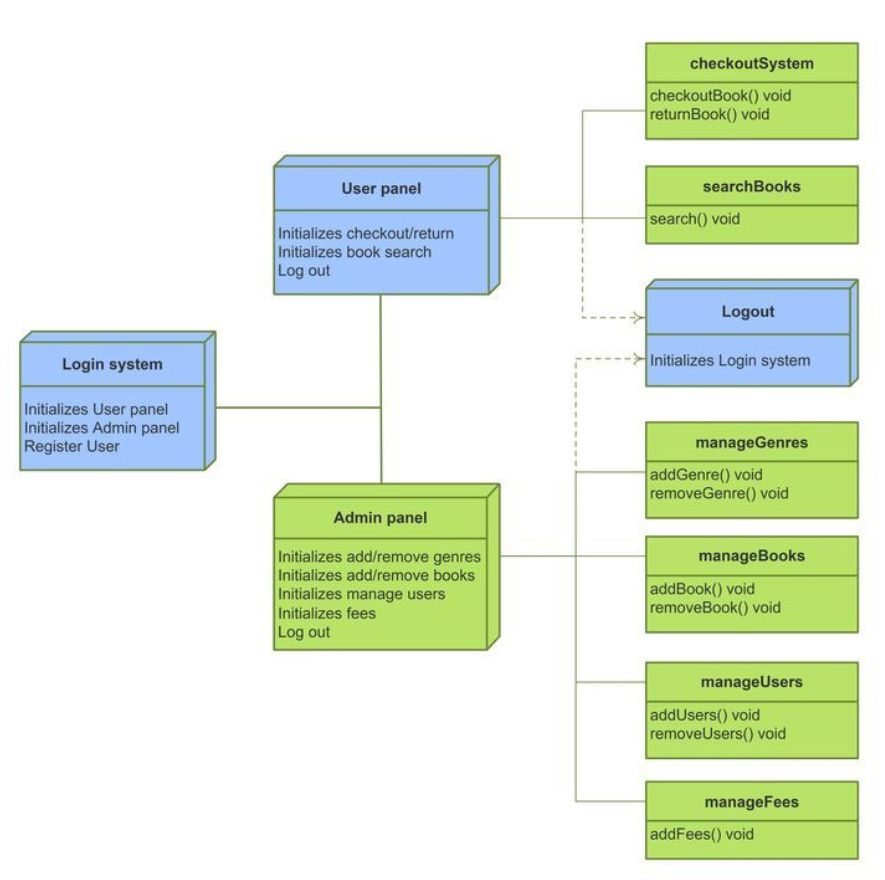 checkoutSystem
checkoutBook() void
returnBook() void
User panel
Initializes checkout/return
Initializes book search
Log out
searchBooks
search() void
Logout
Initializes Login system
Login system
Initializes User panel
Initializes Admin panel
Register User
manageGenres
addGenre() void
removeGenre() void
Admin panel
Initializes add/remove genres
Initializes add/remove books
Initializes manage users
Initializes fees
Log out
manageBooks
addBook() void
removeBook() void
manageUsers
addUsers() void
removeUsers() void
manageFees
addFees() void